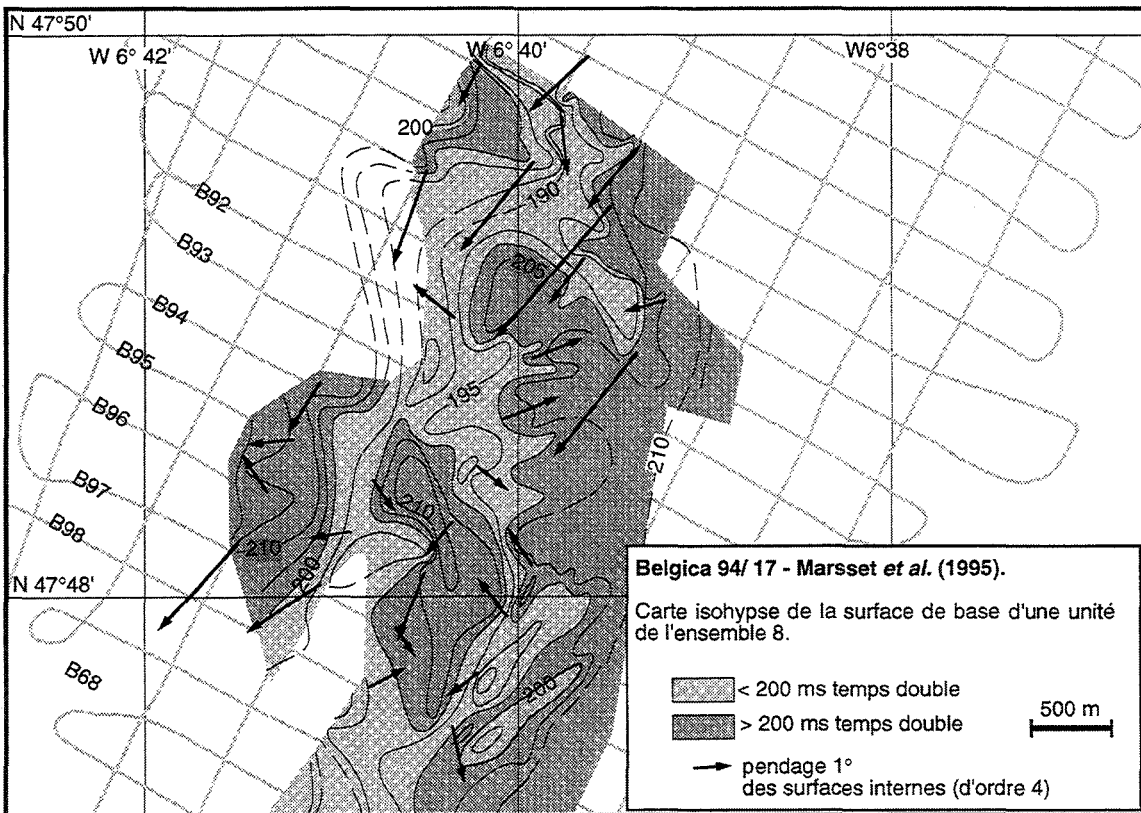 N 47°50'
W 6° 42'
W 6° 40'
W6°38
200
190
B92
B93
205
B94
B95
195
B96
210
B97
210
B98
210
200
N 47°48'
B68
200
Belgica 94/ 17 - Marsset et al. (1995).
Carte isohypse de la surface de base d'une unité
de l'ensemble 8.
< 200 ms temps double
> 200 ms temps double
500 m
pendage 1°
des surfaces internes (d'ordre 4)